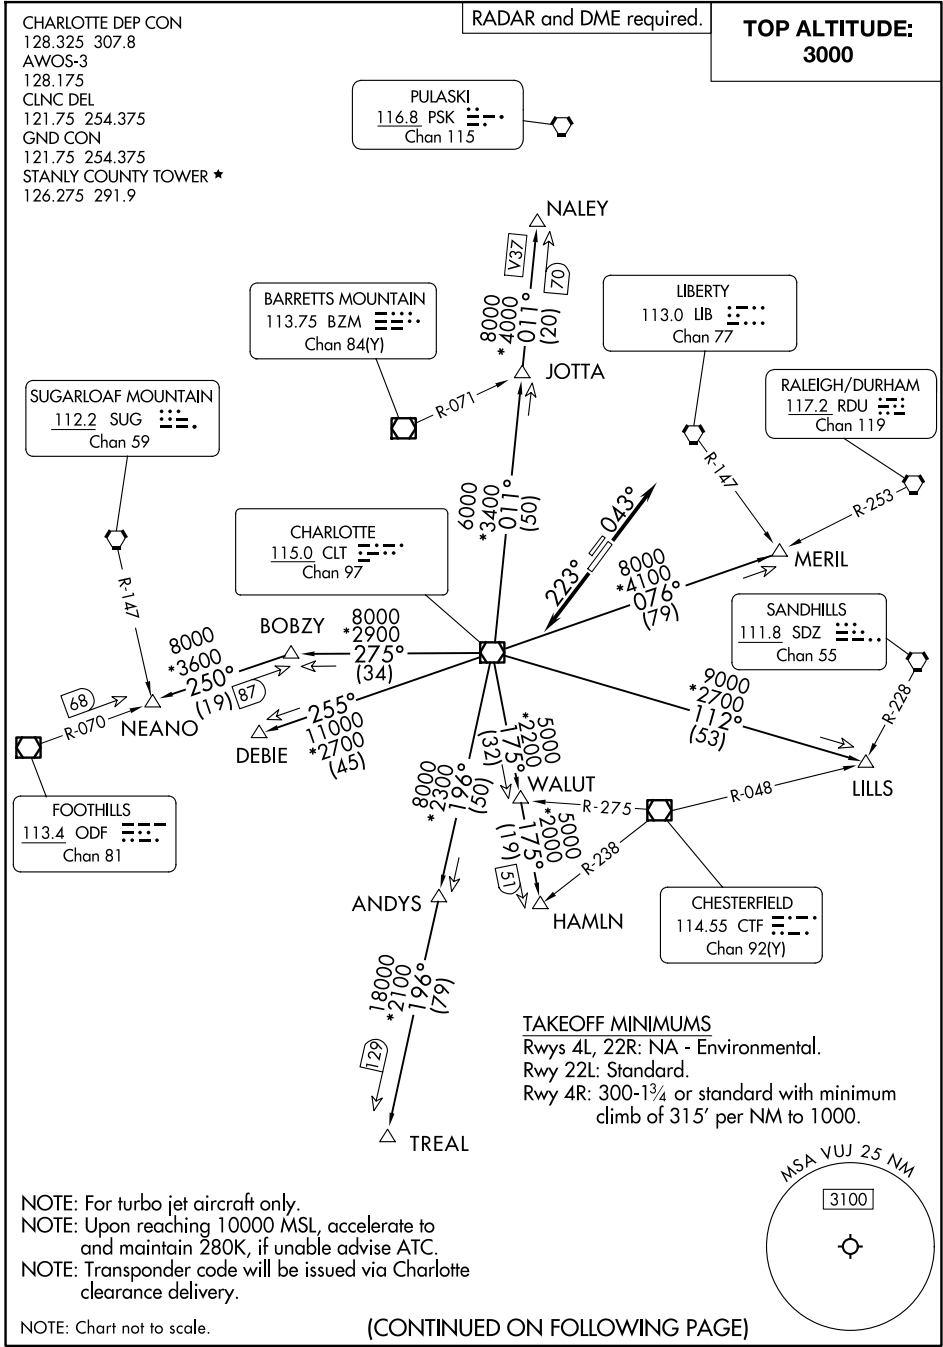 CHARLOTTE DEP CON
128.325 307.8
AWOS-3
128.175
CLNC DEL
121.75 254.375
GND CON
121.75 254.375
STANLY COUNTY TOWER ★
126.275 291.9
RADAR and DME required.
TOP ALTITUDE:
3000
PULASKI
116.8 PSK
Chan 115
NALEY
V37
70
8000
*4000
011°
(20)
BARRETTS MOUNTAIN
113.75 BZM
Chan 84(Y)
LIBERTY
113.0 LIB
Chan 77
JOTTA
R-071
SUGARLOAF MOUNTAIN
112.2 SUG
Chan 59
RALEIGH/DURHAM
117.2 RDU
Chan 119
R-147
R-253
6000
*3400
011°
(50)
CHARLOTTE
115.0 CLT
Chan 97
043°
223°
MERIL
8000
*4100
076°
(79)
R-147
SANDHILLS
111.8 SDZ
Chan 55
BOBZY
8000
*2900
275°
(34)
8000
*3600
250°
(19)
87
68
R-070
NEANO
DEBIE
255°
11000
*2700
(45)
9000
*2700
112°
(53)
R-228
LILLS
5000
*2200
175°
(32)
WALUT
R-275
R-048
R-238
FOOTHILLS
113.4 ODF
Chan 81
8000
*2300
196°
(50)
5000
*2000
175°
(19)
51
ANDYS
HAMLN
CHESTERFIELD
114.55 CTF
Chan 92(Y)
18000
*2100
196°
(79)
129
TREAL
TAKEOFF MINIMUMS
Rwys 4L, 22R: NA - Environmental.
Rwy 22L: Standard.
Rwy 4R: 300-1¾ or standard with minimum
climb of 315' per NM to 1000.
MSA VUJ 25 NM
3100
NOTE: For turbo jet aircraft only.
NOTE: Upon reaching 10000 MSL, accelerate to
and maintain 280K, if unable advise ATC.
NOTE: Transponder code will be issued via Charlotte
clearance delivery.
NOTE: Chart not to scale.
(CONTINUED ON FOLLOWING PAGE)